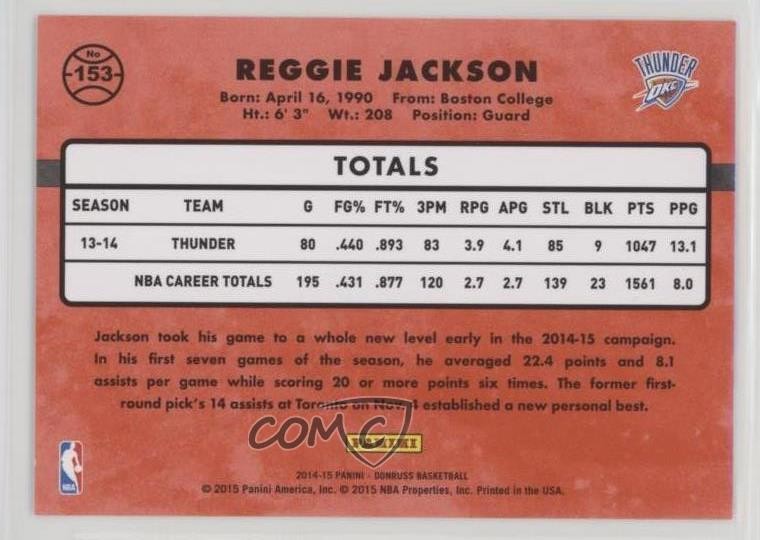 No
153
REGGIE JACKSON
THUNDER
OKC
Born: April 16, 1990 From: Boston College
Ht.: 6' 3" Wt.: 208 Position: Guard
TOTALS
SEASON TEAM G FG% FT% 3PM RPG APG STL BLK PTS PPG
13-14 THUNDER 80 .440 .893 83 3.9 4.1 85 9 1047 13.1
NBA CAREER TOTALS 195 .431 .877 120 2.7 2.7 139 23 1561 8.0
Jackson took his game to a whole new level early in the 2014-15 campaign.
In his first seven games of the season, he averaged 22.4 points and 8.1
assists per game while scoring 20 or more points six times. The former first-
round pick's 14 assists at Toronto on Nov. 4 established a new personal best.
COMC
PANINI
NBA
2014-15 PANINI - DONRUSS BASKETBALL
© 2015 Panini America, Inc. © 2015 NBA Properties, Inc. Printed in the USA.